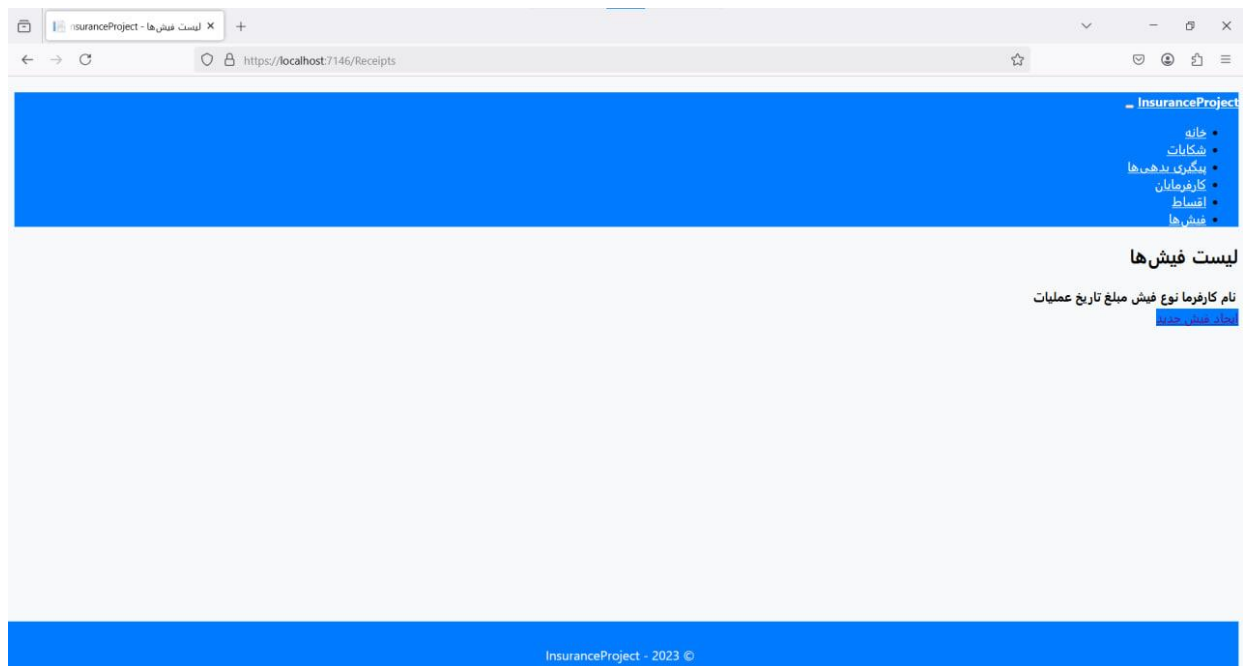 لیست فیش‌ها - InsuranceProject
https://localhost:7146/Receipts
InsuranceProject
خانه
شکایات
پیگیری بدهی‌ها
کارفرمایان
اقساط
فیش‌ها
لیست فیش‌ها
نام کارفرما نوع فیش مبلغ تاریخ عملیات
ایجاد فیش جدید
InsuranceProject - 2023 ©